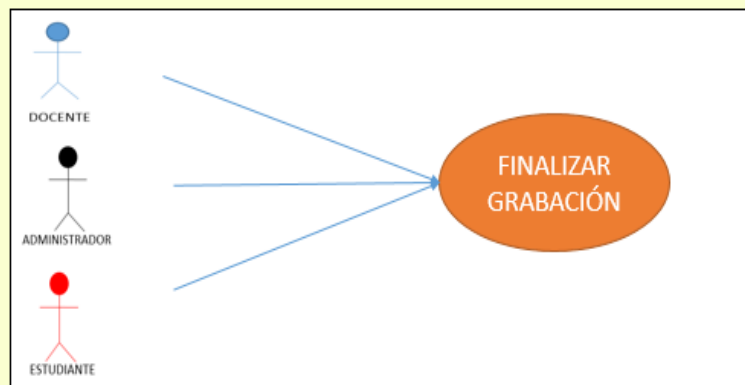 DOCENTE
ADMINISTRADOR
ESTUDIANTE
FINALIZAR
GRABACIÓN